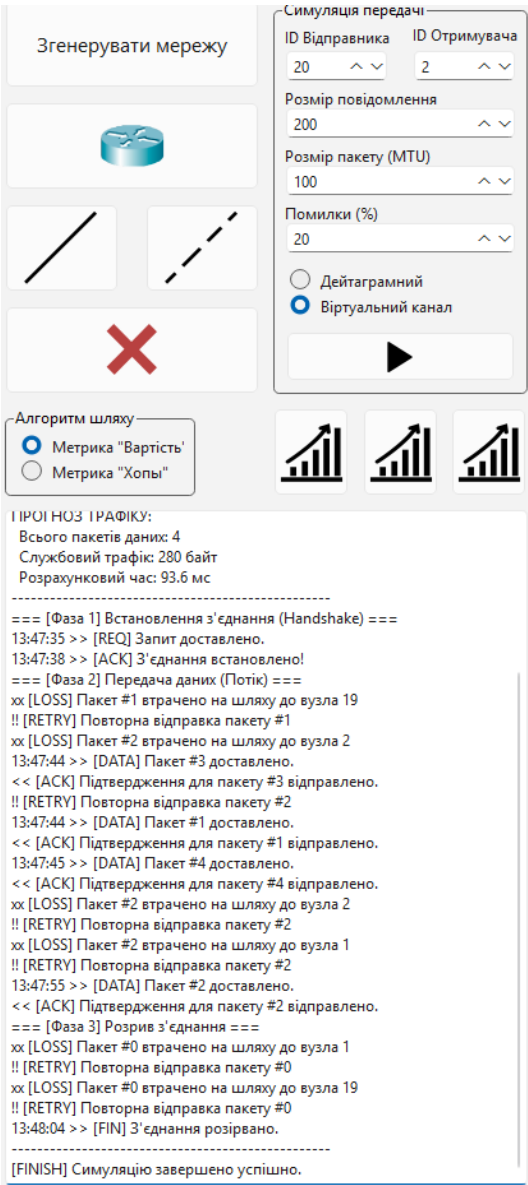 Згенерувати мережу
Симуляція передачі
ID Відправника
ID Отримувача
20
2
Розмір повідомлення
200
Розмір пакету (MTU)
100
Помилки (%)
20
Дейтаграмний
Віртуальний канал
Алгоритм шляху
Метрика "Вартість'
Метрика "Хопы"
ПРОГНОЗ ТРАФІКУ:
Всього пакетів даних: 4
Службовий трафік: 280 байт
Розрахунковий час: 93.6 мс
----------------------------------------------------
=== [Фаза 1] Встановлення з'єднання (Handshake) ===
13:47:35 >> [REQ] Запит доставлено.
13:47:38 >> [ACK] З'єднання встановлено!
=== [Фаза 2] Передача даних (Потік) ===
xx [LOSS] Пакет #1 втрачено на шляху до вузла 19
!! [RETRY] Повторна відправка пакету #1
xx [LOSS] Пакет #2 втрачено на шляху до вузла 2
13:47:44 >> [DATA] Пакет #3 доставлено.
<< [ACK] Підтвердження для пакету #3 відправлено.
!! [RETRY] Повторна відправка пакету #2
13:47:44 >> [DATA] Пакет #1 доставлено.
<< [ACK] Підтвердження для пакету #1 відправлено.
13:47:45 >> [DATA] Пакет #4 доставлено.
<< [ACK] Підтвердження для пакету #4 відправлено.
xx [LOSS] Пакет #2 втрачено на шляху до вузла 2
!! [RETRY] Повторна відправка пакету #2
xx [LOSS] Пакет #2 втрачено на шляху до вузла 1
!! [RETRY] Повторна відправка пакету #2
13:47:55 >> [DATA] Пакет #2 доставлено.
<< [ACK] Підтвердження для пакету #2 відправлено.
=== [Фаза 3] Розрив з'єднання ===
xx [LOSS] Пакет #0 втрачено на шляху до вузла 1
!! [RETRY] Повторна відправка пакету #0
xx [LOSS] Пакет #0 втрачено на шляху до вузла 19
!! [RETRY] Повторна відправка пакету #0
13:48:04 >> [FIN] З'єднання розірвано.
----------------------------------------------------
[FINISH] Симуляцію завершено успішно.